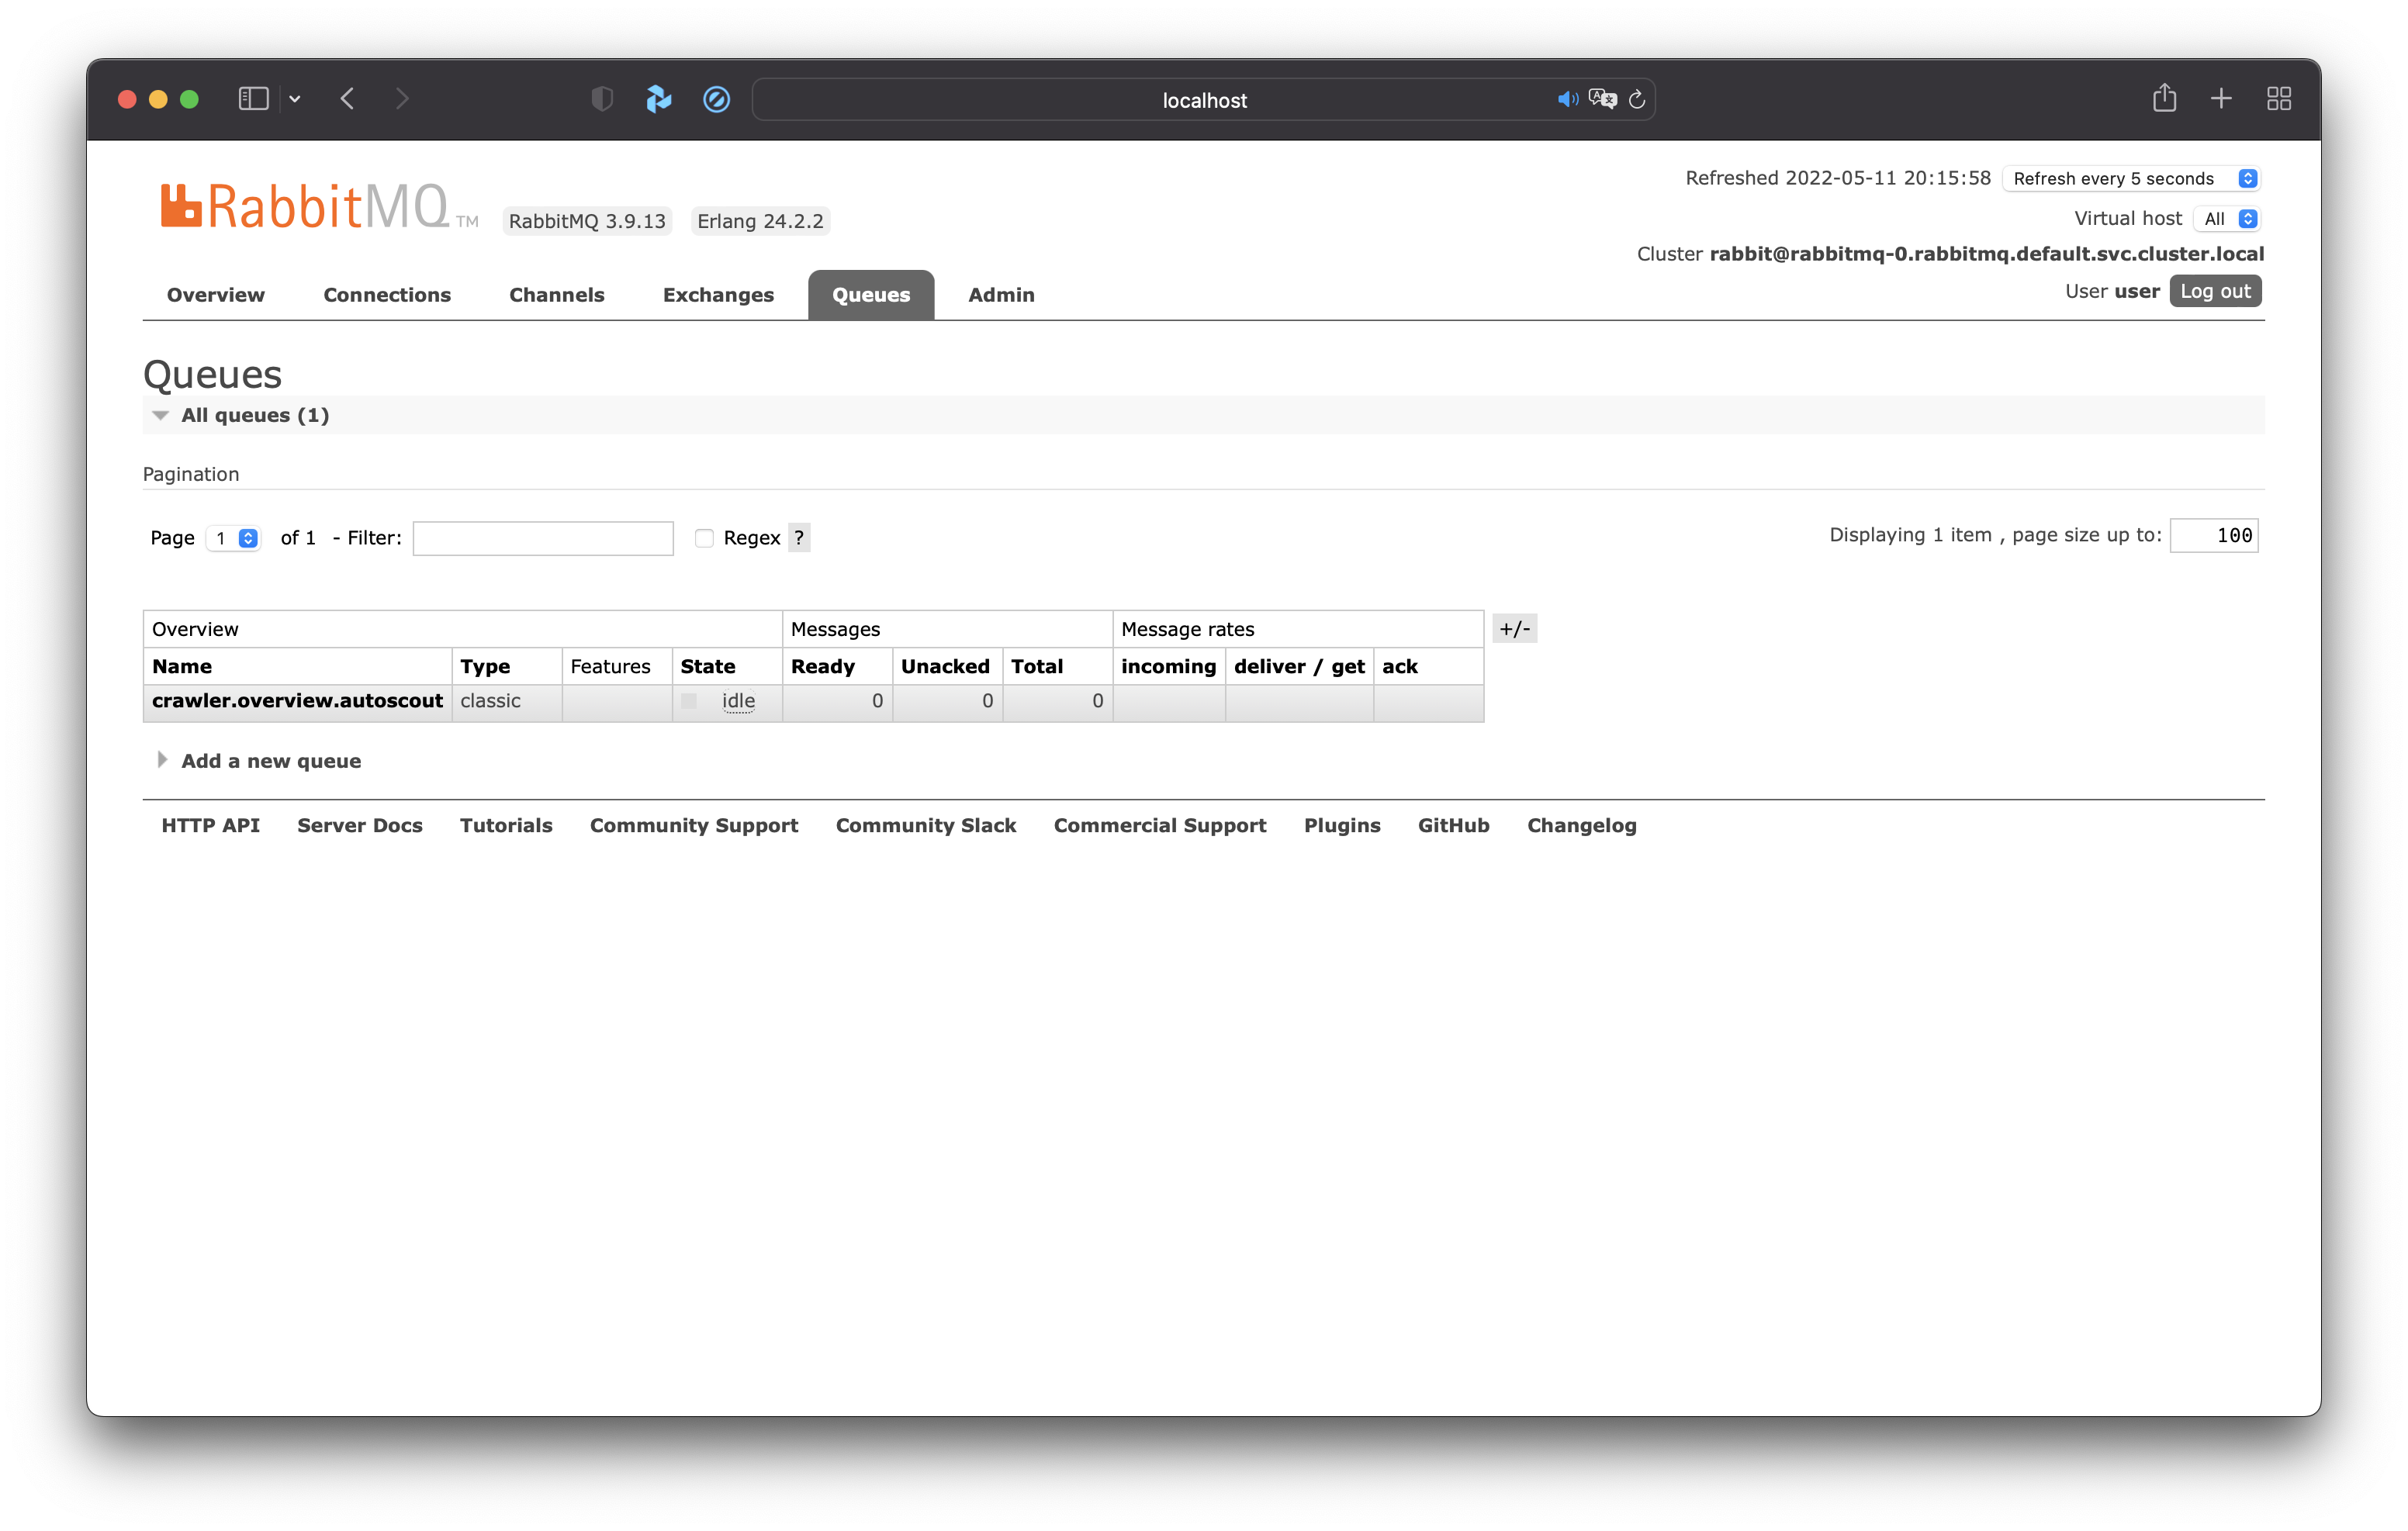 localhost
Refreshed 2022-05-11 20:15:58 Refresh every 5 seconds
RabbitMQ TM RabbitMQ 3.9.13 Erlang 24.2.2
Virtual host All
Cluster rabbit@rabbitmq-0.rabbitmq.default.svc.cluster.local
User user Log out
Overview Connections Channels Exchanges Queues Admin
Queues
All queues (1)
Pagination
Page 1 of 1 - Filter: Regex ? Displaying 1 item , page size up to: 100
Overview Messages Message rates +/-
Name Type Features State Ready Unacked Total incoming deliver / get ack
crawler.overview.autoscout classic idle 0 0 0
Add a new queue
HTTP API Server Docs Tutorials Community Support Community Slack Commercial Support Plugins GitHub Changelog